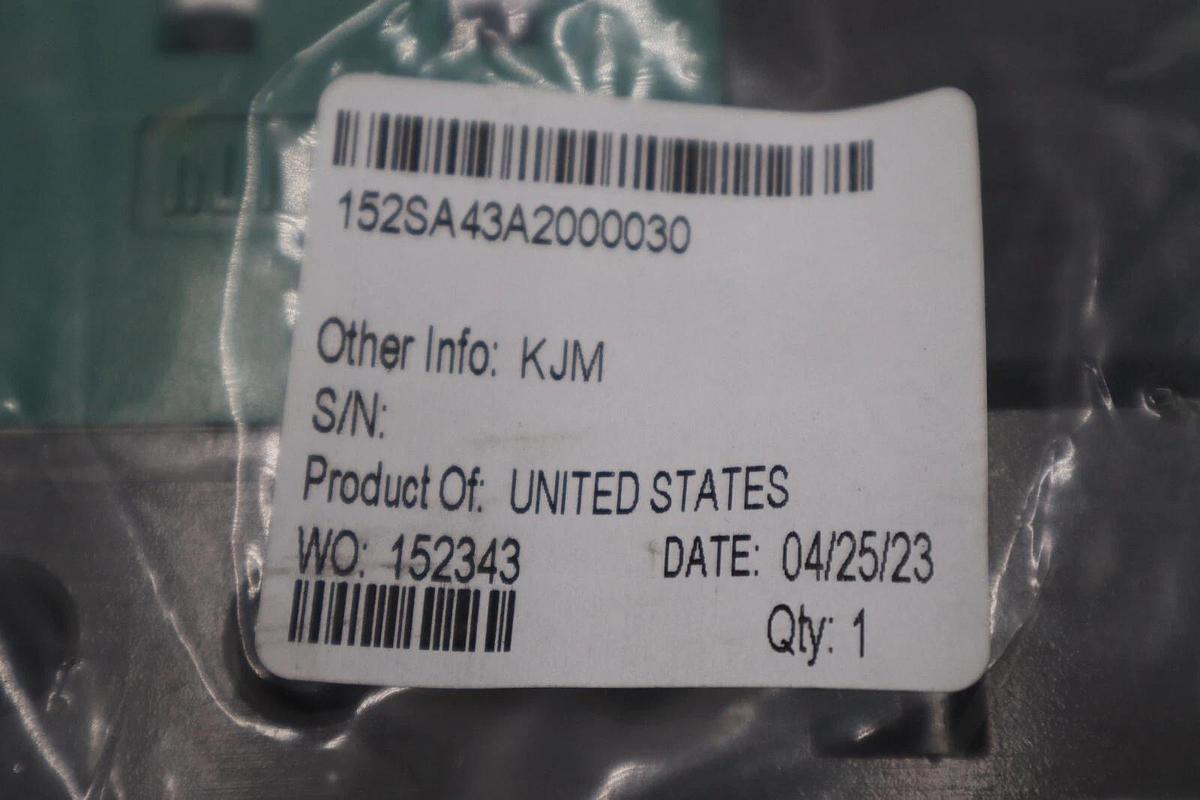 152SA43A2000030
Other Info: KJM
S/N:
Product Of: UNITED STATES
WO: 152343
DATE: 04/25/23
Qty: 1